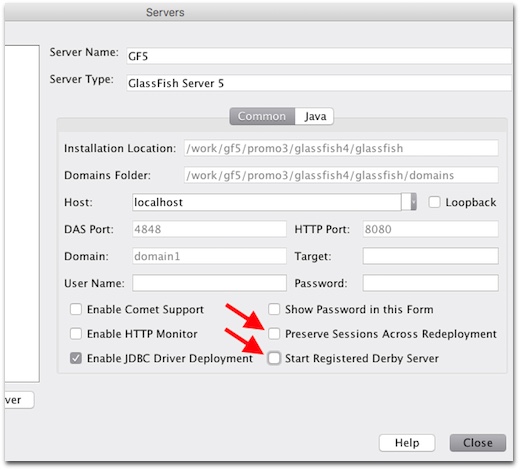 Servers
Server Name: GF5
Server Type: GlassFish Server 5
Common Java
Installation Location: /work/gf5/promo3/glassfish4/glassfish
Domains Folder: /work/gf5/promo3/glassfish4/glassfish/domains
Host: localhost Loopback
DAS Port: 4848 HTTP Port: 8080
Domain: domain1 Target:
User Name: Password:
Enable Comet Support Show Password in this Form
Enable HTTP Monitor Preserve Sessions Across Redeployment
Enable JDBC Driver Deployment Start Registered Derby Server
ver
Help Close